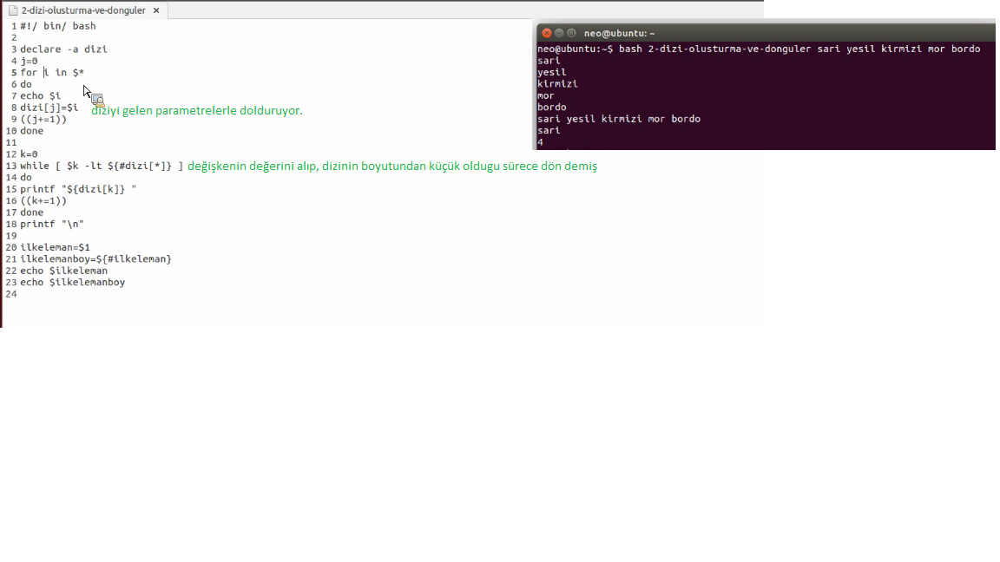 2-dizi-olusturma-ve-donguler ×
1 #!/ bin/ bash
2
3 declare -a dizi
4 j=0
5 for i in $*
6 do
7 echo $i
8 dizi[j]=$i
diziyi gelen parametrelerle dolduruyor.
9 ((j+=1))
10 done
11
12 k=0
13 while [ $k -lt ${#dizi[*]} ] değişkenin değerini alıp, dizinin boyutundan küçük oldugu sürece dön demiş
14 do
15 printf "${dizi[k]} "
16 ((k+=1))
17 done
18 printf "\n"
19
20 ilkeleman=$1
21 ilkelemanboy=${#ilkeleman}
22 echo $ilkeleman
23 echo $ilkelemanboy
24
neo@ubuntu: ~
neo@ubuntu:~$ bash 2-dizi-olusturma-ve-donguler sari yesil kirmizi mor bordo
sari
yesil
kirmizi
mor
bordo
sari yesil kirmizi mor bordo
sari
4